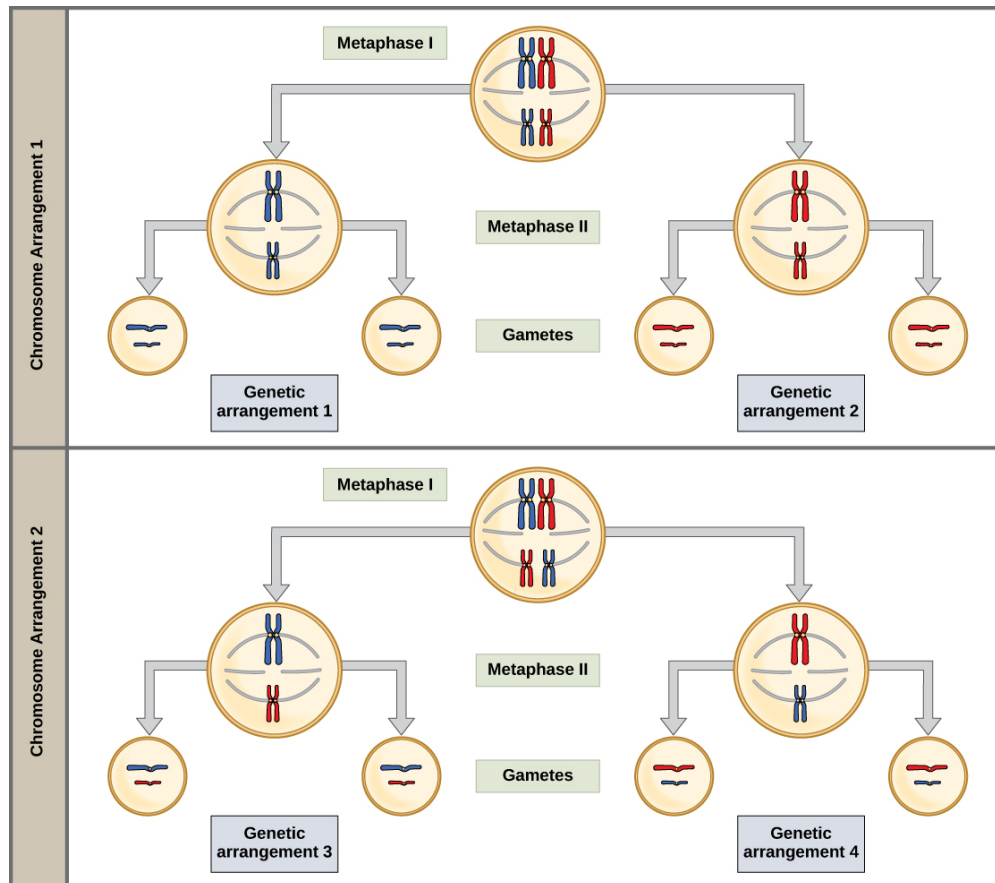 Chromosome Arrangement 1
Metaphase I
Metaphase II
Gametes
Genetic
arrangement 1
Genetic
arrangement 2
Chromosome Arrangement 2
Metaphase I
Metaphase II
Gametes
Genetic
arrangement 3
Genetic
arrangement 4